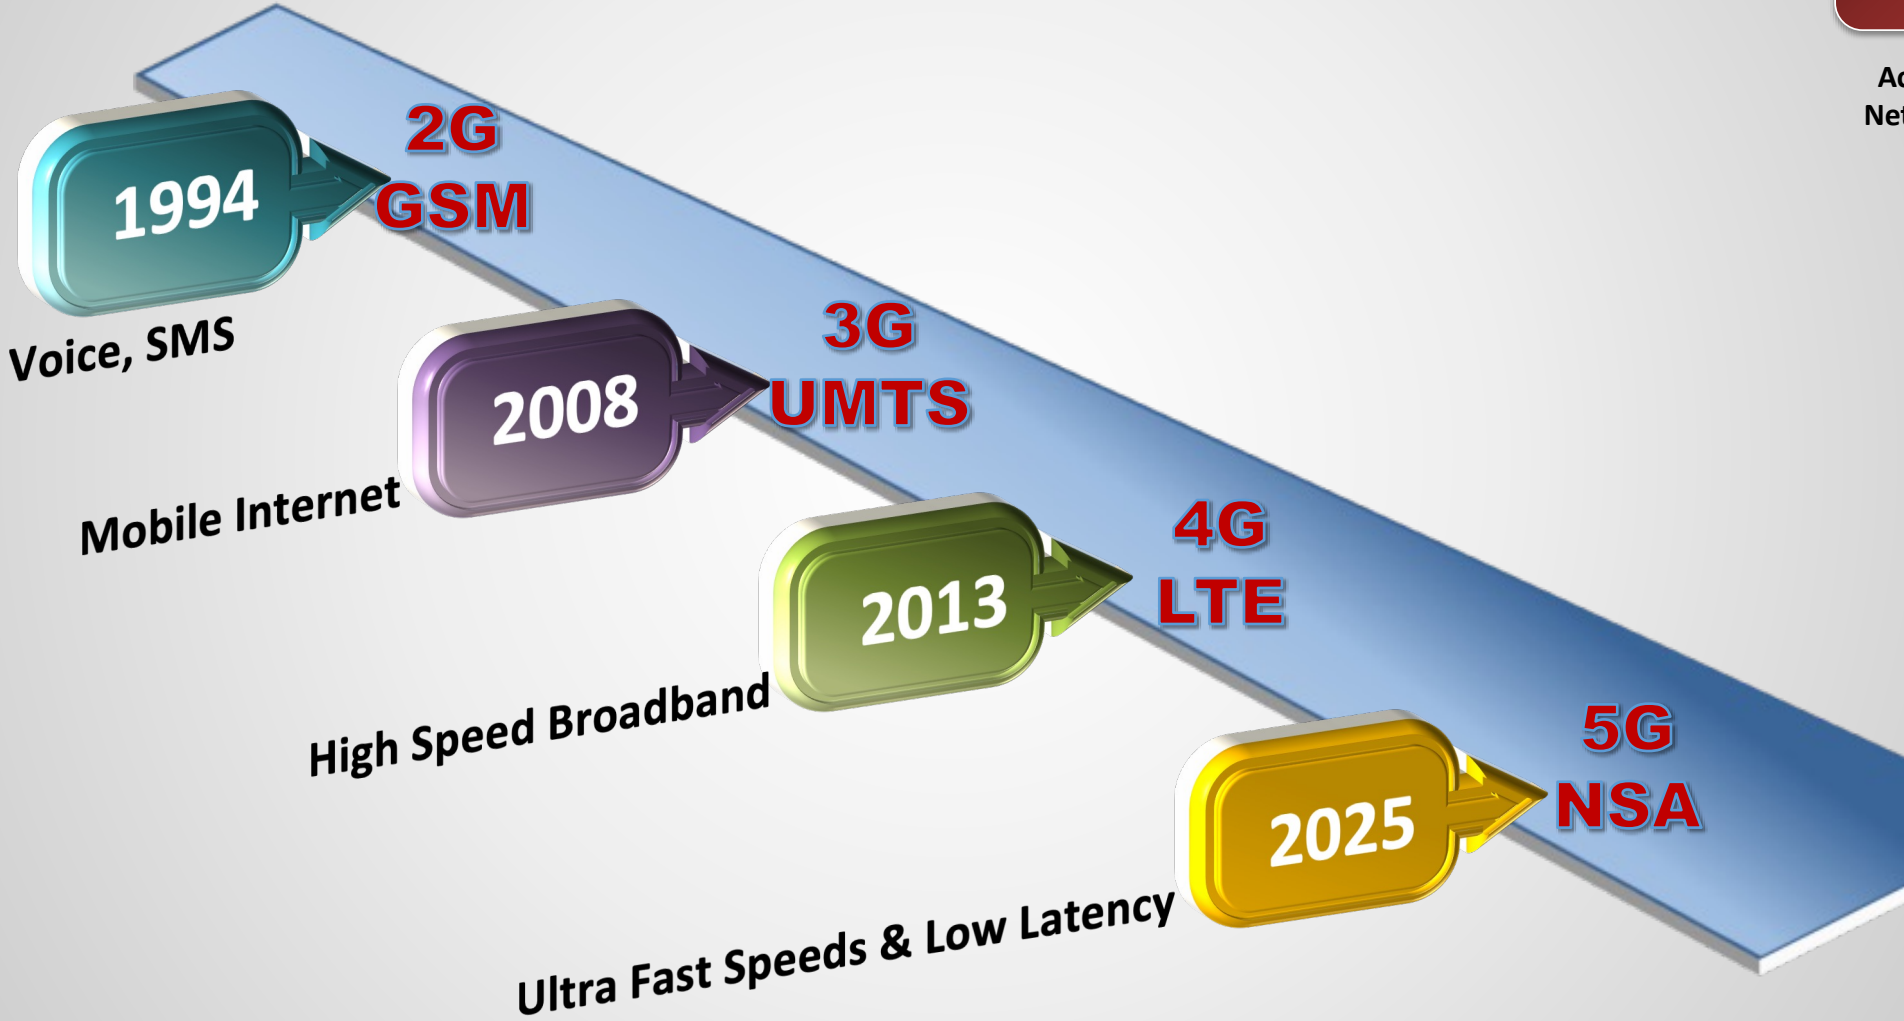 2G
GSM
1994
Voice, SMS
3G
UMTS
2008
Mobile Internet
4G
LTE
2013
High Speed Broadband
5G
NSA
2025
Ultra Fast Speeds & Low Latency